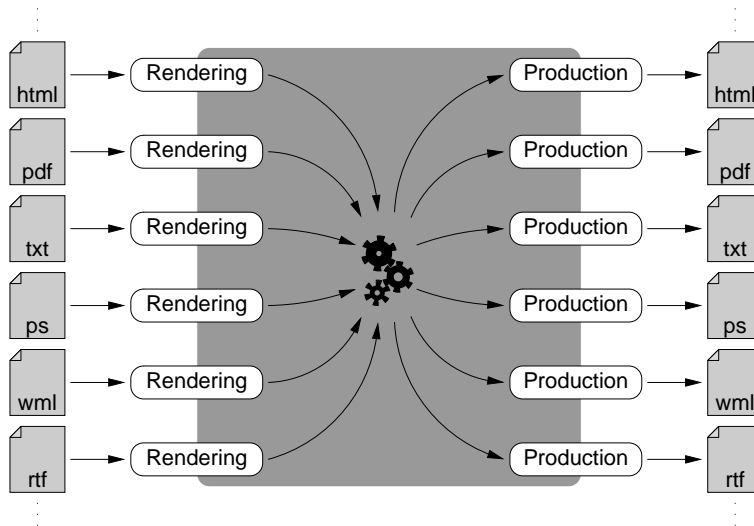 html Rendering Production html
pdf Rendering Production pdf
txt Rendering Production txt
ps Rendering Production ps
wml Rendering Production wml
rtf Rendering Production rtf